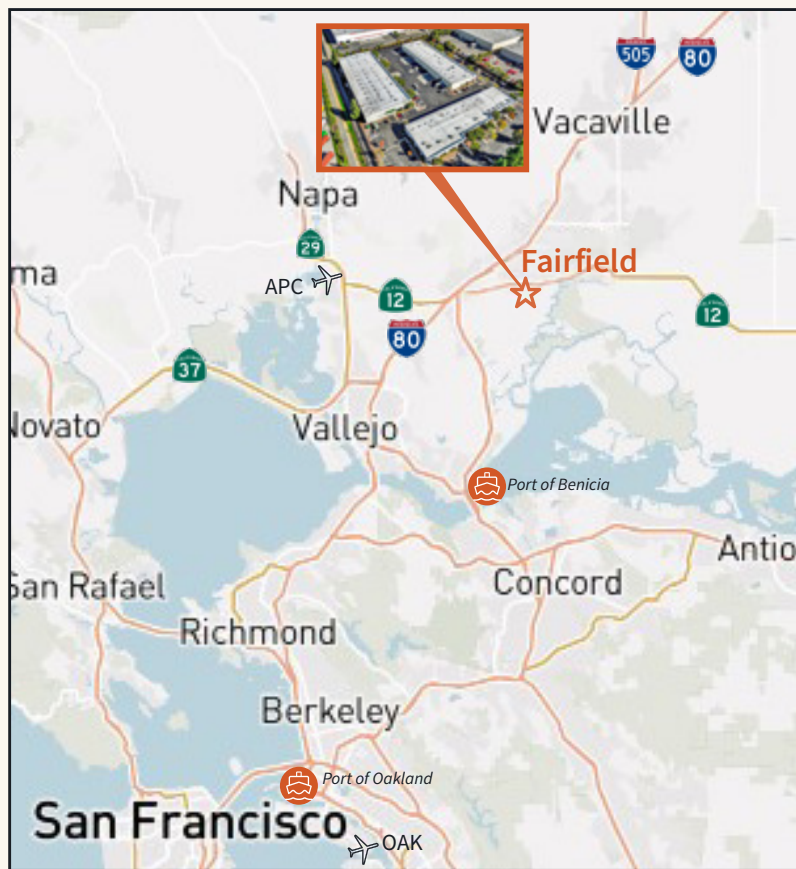 505
80
Vacaville
Napa
29
Fairfield
ma
APC
12
12
80
37
Novato
Vallejo
Port of Benicia
Antio
San Rafael
Concord
Richmond
Berkeley
Port of Oakland
San Francisco
OAK